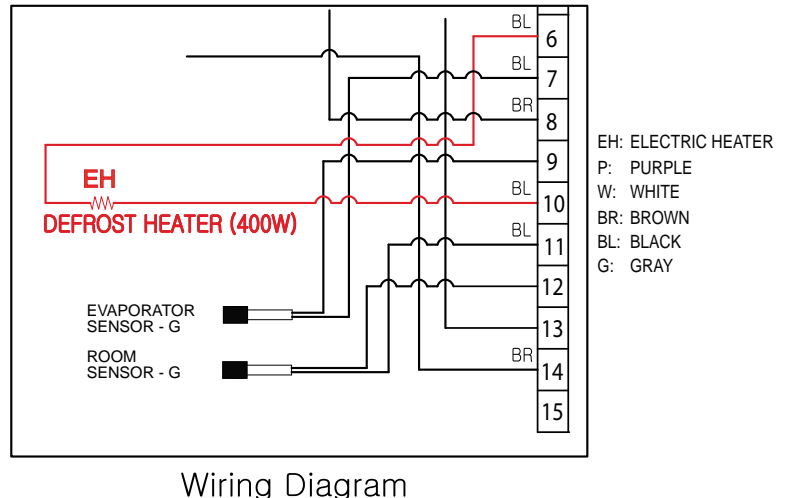 BL
6
BL
7
BR
8
9
EH
BL
10
DEFROST HEATER (400W)
BL
11
12
EVAPORATOR
SENSOR - G
13
ROOM
SENSOR - G
BR
14
15
EH: ELECTRIC HEATER
P: PURPLE
W: WHITE
BR: BROWN
BL: BLACK
G: GRAY
Wiring Diagram